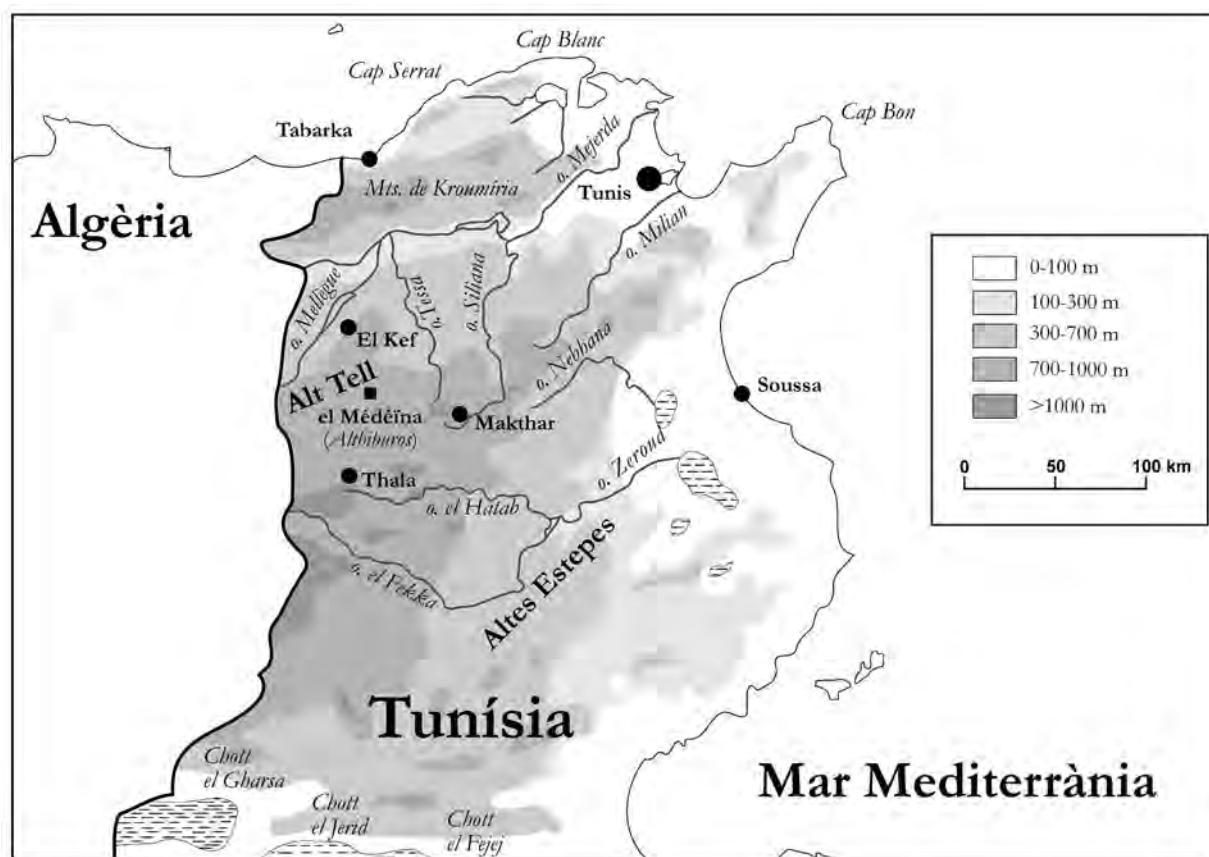 Cap Blanc
Cap Serrat
Cap Bon
Tabarka
o. Mejerda
Mts. de Kroumíria
Tunis
Algèria
o. Milian
o. Mellègue
o. Tessa
o. Siliana
El Kef
o. Nebhana
Alt Tell
el Médéïna
(Althiburos)
Makthar
Soussa
Thala
o. Zeroud
o. el Hatab
o. el Fekka
Altes Estepes
Tunísia
Chott
el Gharsa
Chott
el Jerid
Chott
el Fejej
Mar Mediterrània
0-100 m
100-300 m
300-700 m
700-1000 m
>1000 m
0 50 100 km